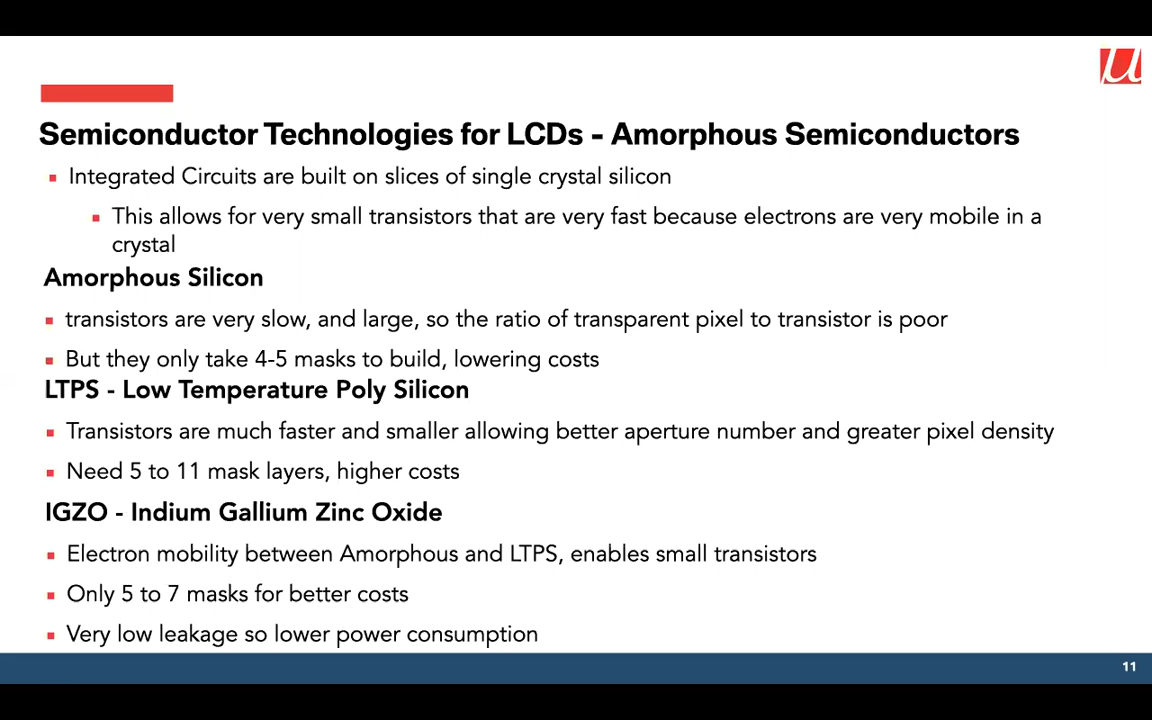 Semiconductor Technologies for LCDs - Amorphous Semiconductors
Integrated Circuits are built on slices of single crystal silicon
This allows for very small transistors that are very fast because electrons are very mobile in a
crystal
Amorphous Silicon
transistors are very slow, and large, so the ratio of transparent pixel to transistor is poor
But they only take 4-5 masks to build, lowering costs
LTPS - Low Temperature Poly Silicon
Transistors are much faster and smaller allowing better aperture number and greater pixel density
Need 5 to 11 mask layers, higher costs
IGZO - Indium Gallium Zinc Oxide
Electron mobility between Amorphous and LTPS, enables small transistors
Only 5 to 7 masks for better costs
Very low leakage so lower power consumption
11